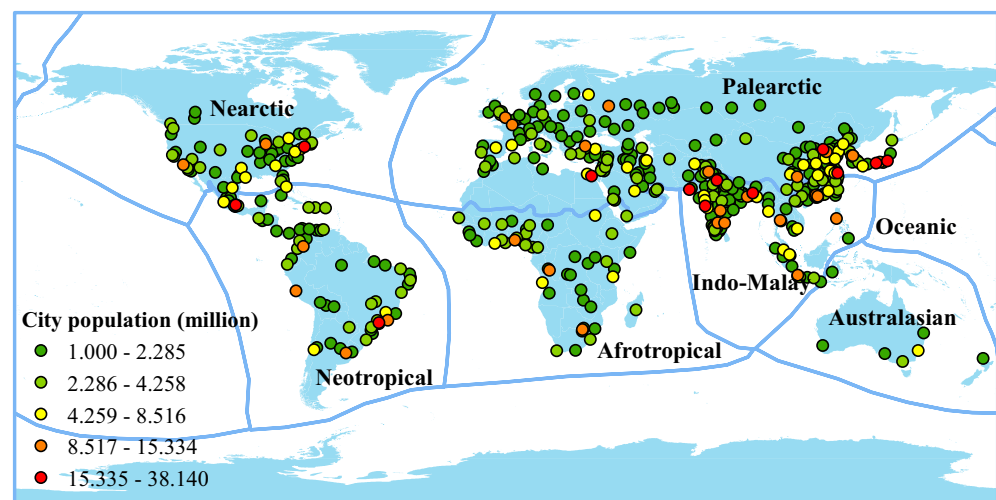 Palearctic
Nearctic
Oceanic
Indo-Malay
Australasian
Afrotropical
Neotropical
City population (million)
1.000 - 2.285
2.286 - 4.258
4.259 - 8.516
8.517 - 15.334
15.335 - 38.140